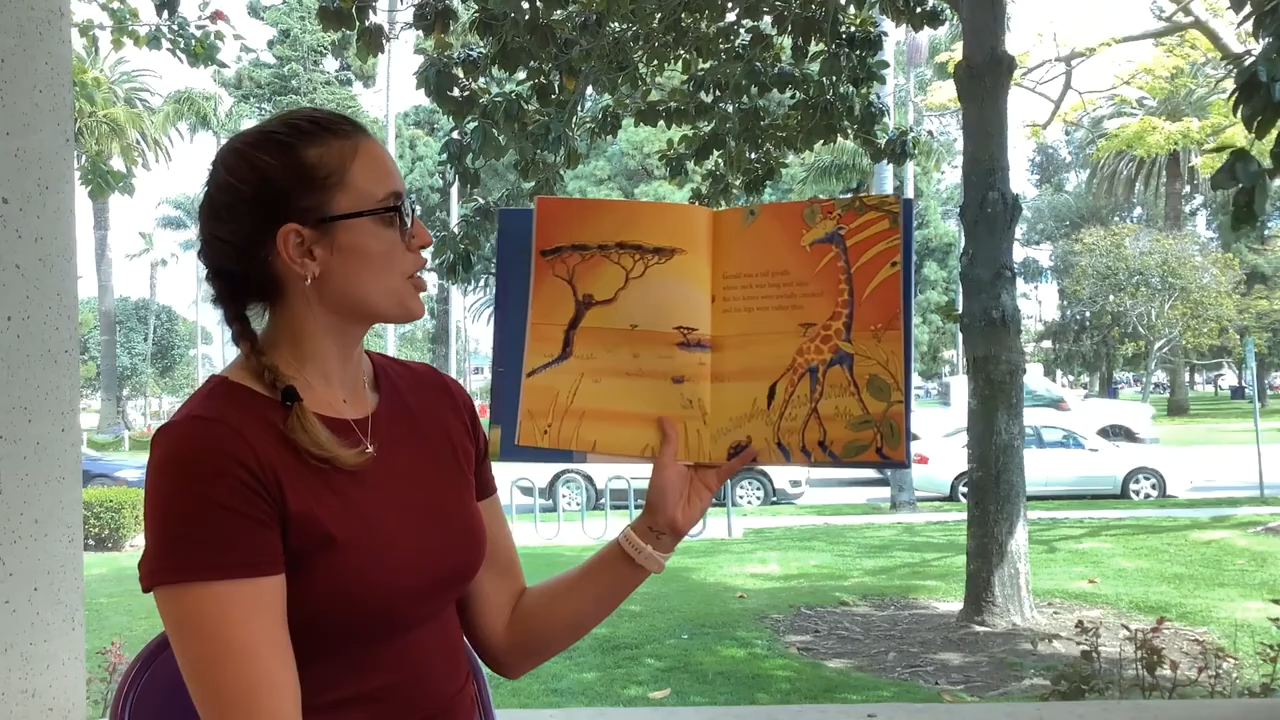 Gerald was a tall giraffe
whose neck was long and slim,
But his knees were awfully crooked
and his legs were rather thin.